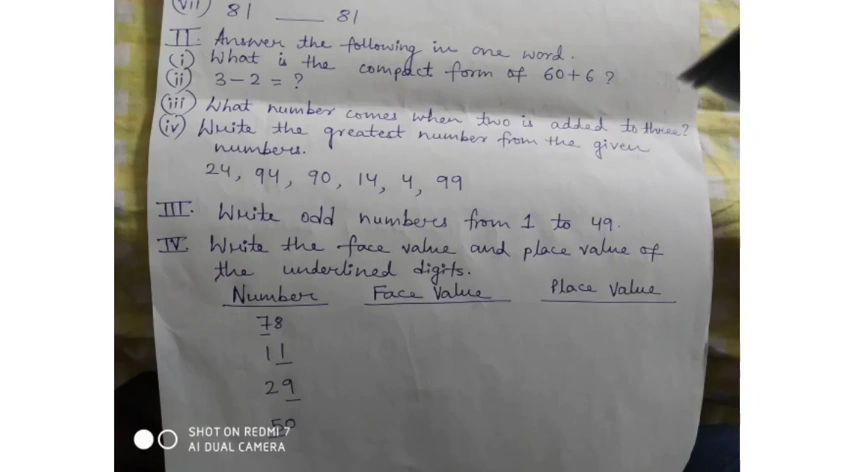 (vii) 81 ____ 81
II. Answer the following in one word.
(i) What is the compact form of 60+6?
(ii) 3-2 = ?
(iii) What number comes when two is added to three?
(iv) Write the greatest number from the given
numbers.
24, 94, 90, 14, 4, 99
III. Write odd numbers from 1 to 49.
IV. Write the face value and place value of
the underlined digits.
Number Face Value Place Value
78
11
29
50
SHOT ON REDMI 7
AI DUAL CAMERA